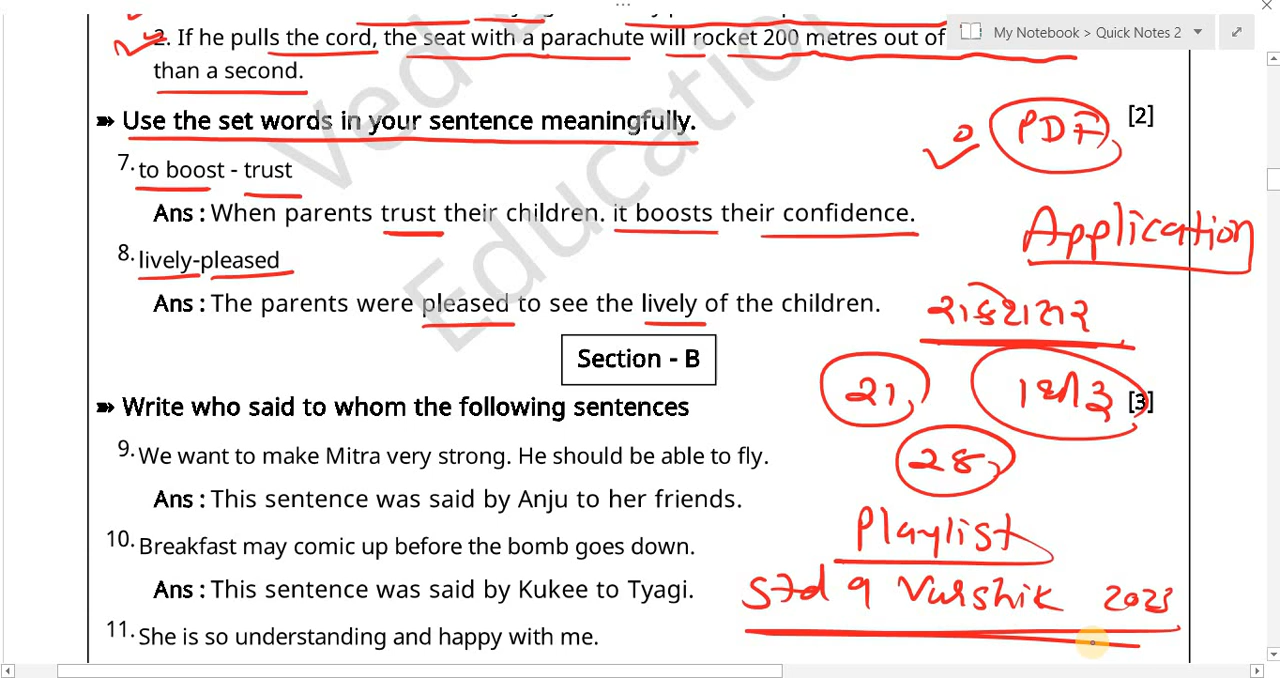 My Notebook > Quick Notes 2
2. If he pulls the cord, the seat with a parachute will rocket 200 metres out of
than a second.
Use the set words in your sentence meaningfully. [2]
PDF
7. to boost - trust
Ans : When parents trust their children. it boosts their confidence.
Application
8. lively-pleased
Ans : The parents were pleased to see the lively of the children.
Section - B
21,
Write who said to whom the following sentences [3]
9. We want to make Mitra very strong. He should be able to fly.
28,
Ans : This sentence was said by Anju to her friends.
Playlist
10. Breakfast may comic up before the bomb goes down.
Ans : This sentence was said by Kukee to Tyagi.
Std 9 Varshik 2023
11. She is so understanding and happy with me.
Ved
Education